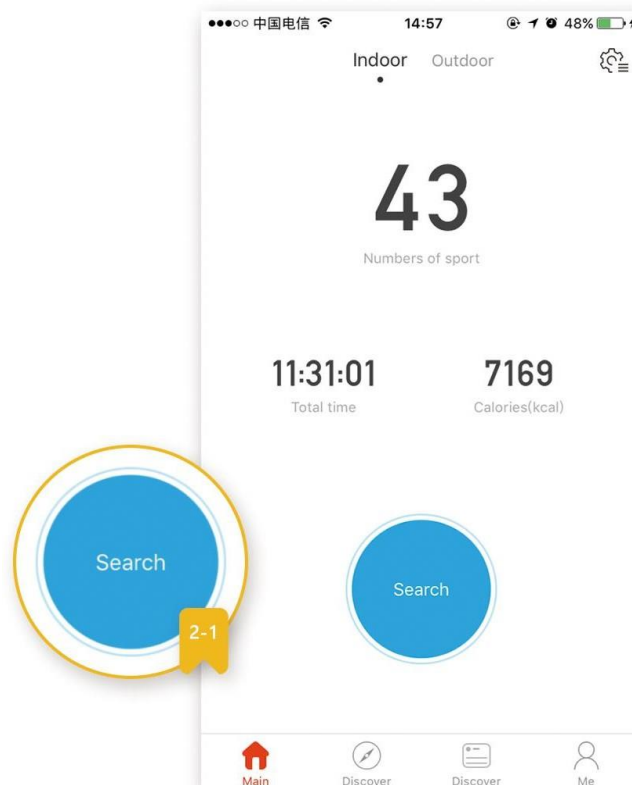 中国电信 14:57 48%
Indoor Outdoor
43
Numbers of sport
11:31:01 7169
Total time Calories(kcal)
Search
Search
2-1
Main Discover Discover Me